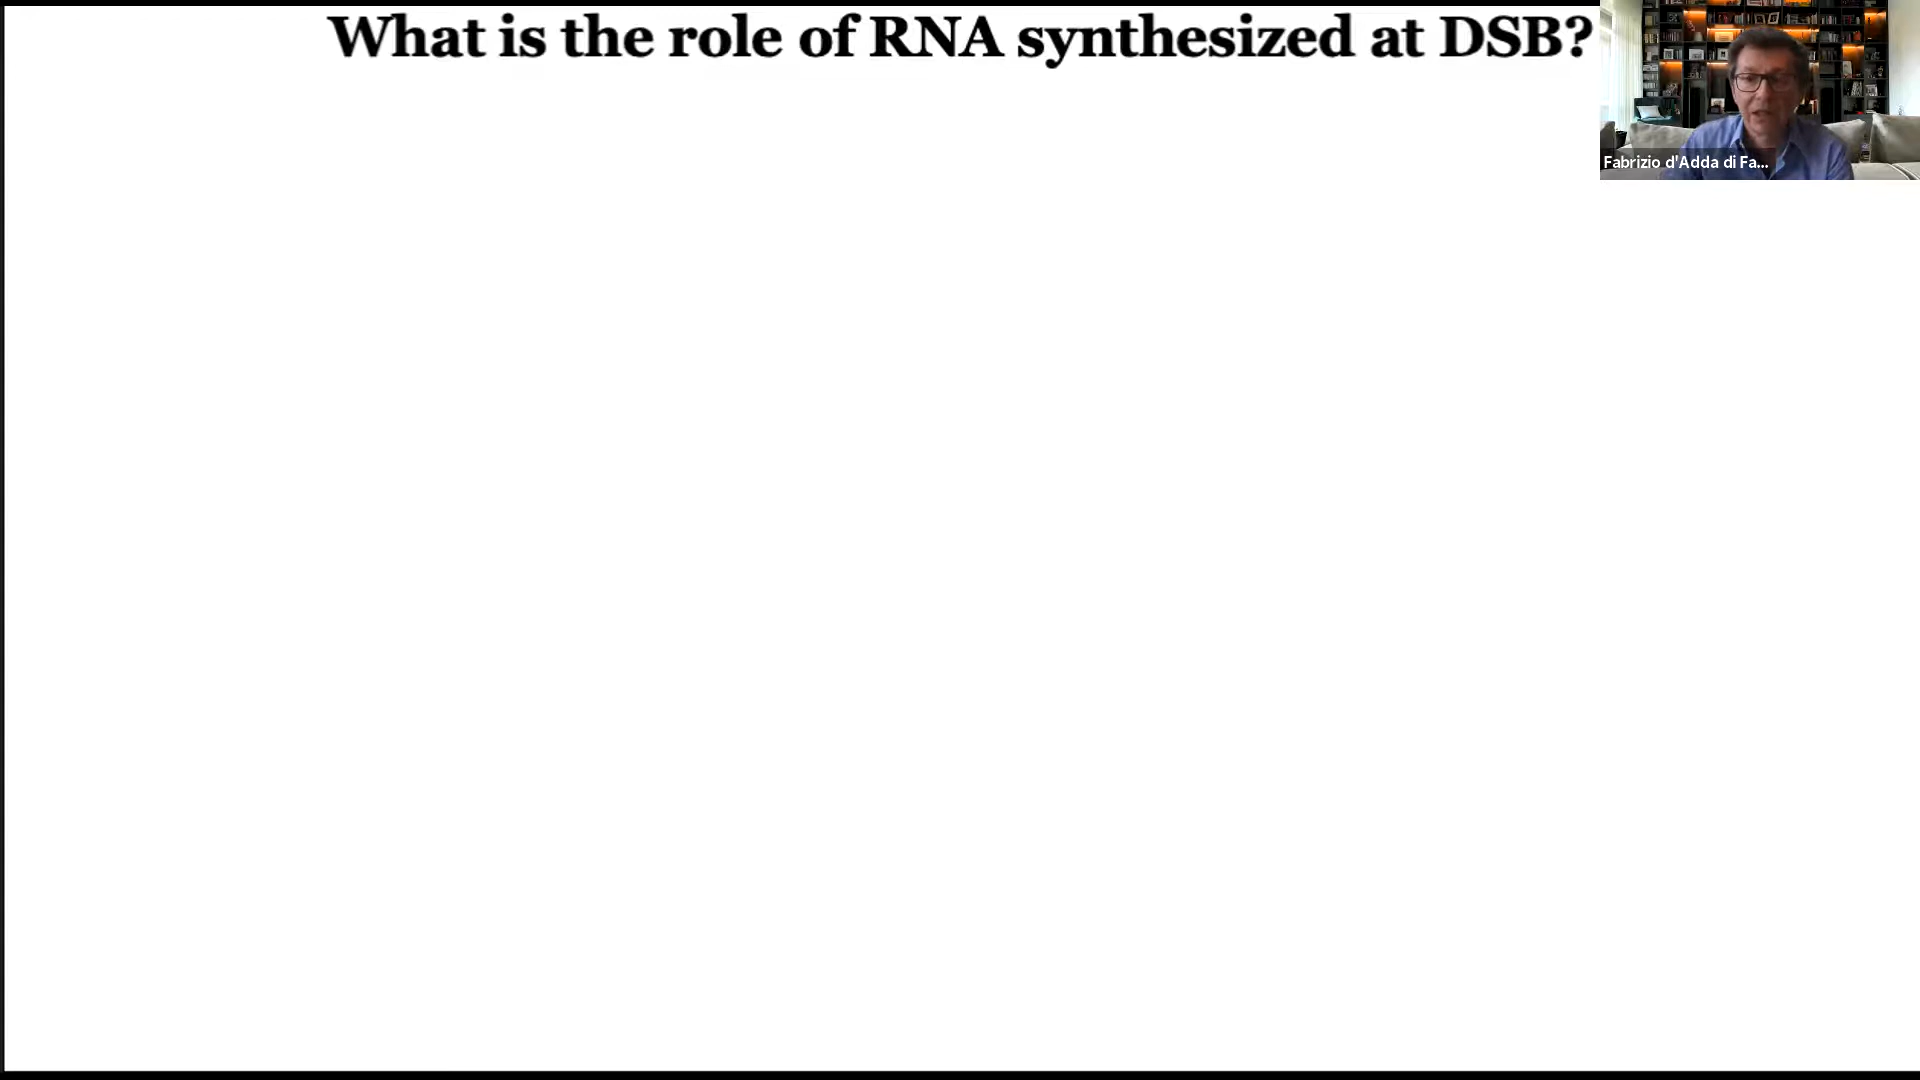 What is the role of RNA synthesized at DSB?
Fabrizio d'Adda di Fa...